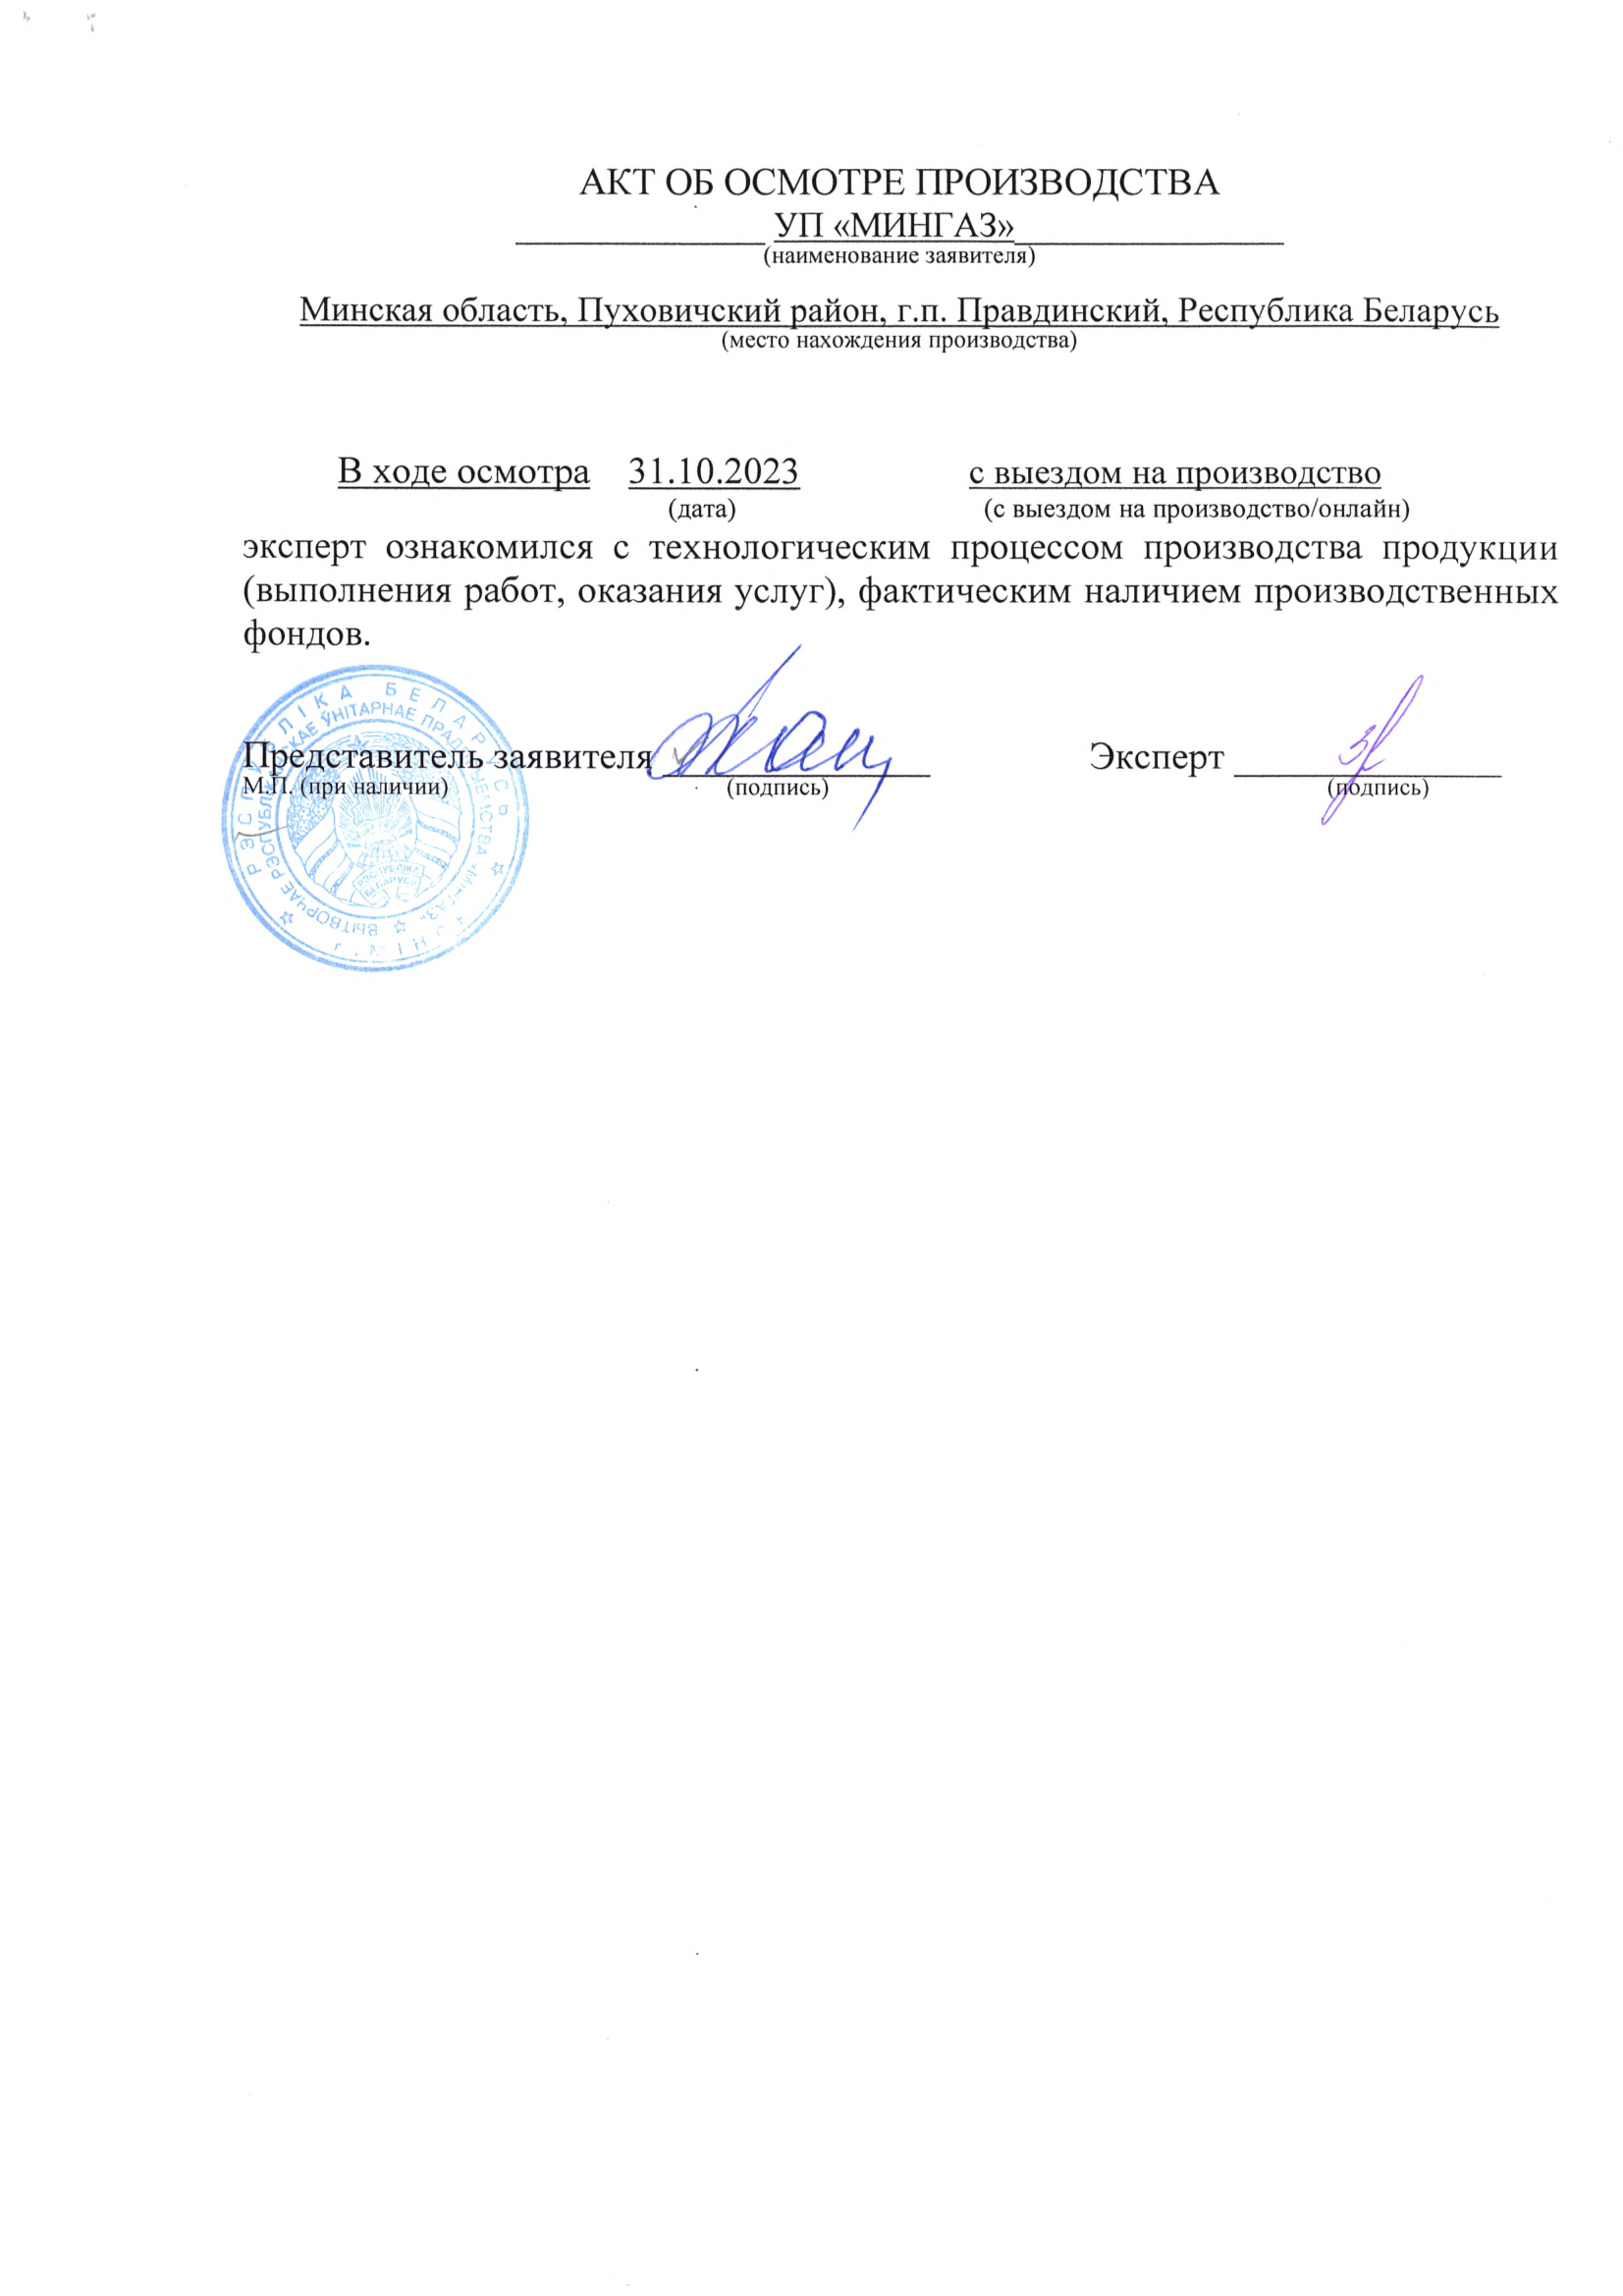 АКТ ОБ ОСМОТРЕ ПРОИЗВОДСТВА
УП «МИНГАЗ»
(наименование заявителя)
Минская область, Пуховичский район, г.п. Правдинский, Республика Беларусь
(место нахождения производства)
В ходе осмотра 31.10.2023 с выездом на производство
(дата) (с выездом на производство/онлайн)
эксперт ознакомился с технологическим процессом производства продукции
(выполнения работ, оказания услуг), фактическим наличием производственных
фондов.
Представитель заявителя Эксперт
М.П. (при наличии) (подпись) (подпись)
РЭСПУБЛІКА БЕЛАРУСЬ
ВЫТВОРЧАЕ РЭСПУБЛІКАНСКАЕ ЎНІТАРНАЕ ПРАДПРЫЕМСТВА «МІНГАЗ»